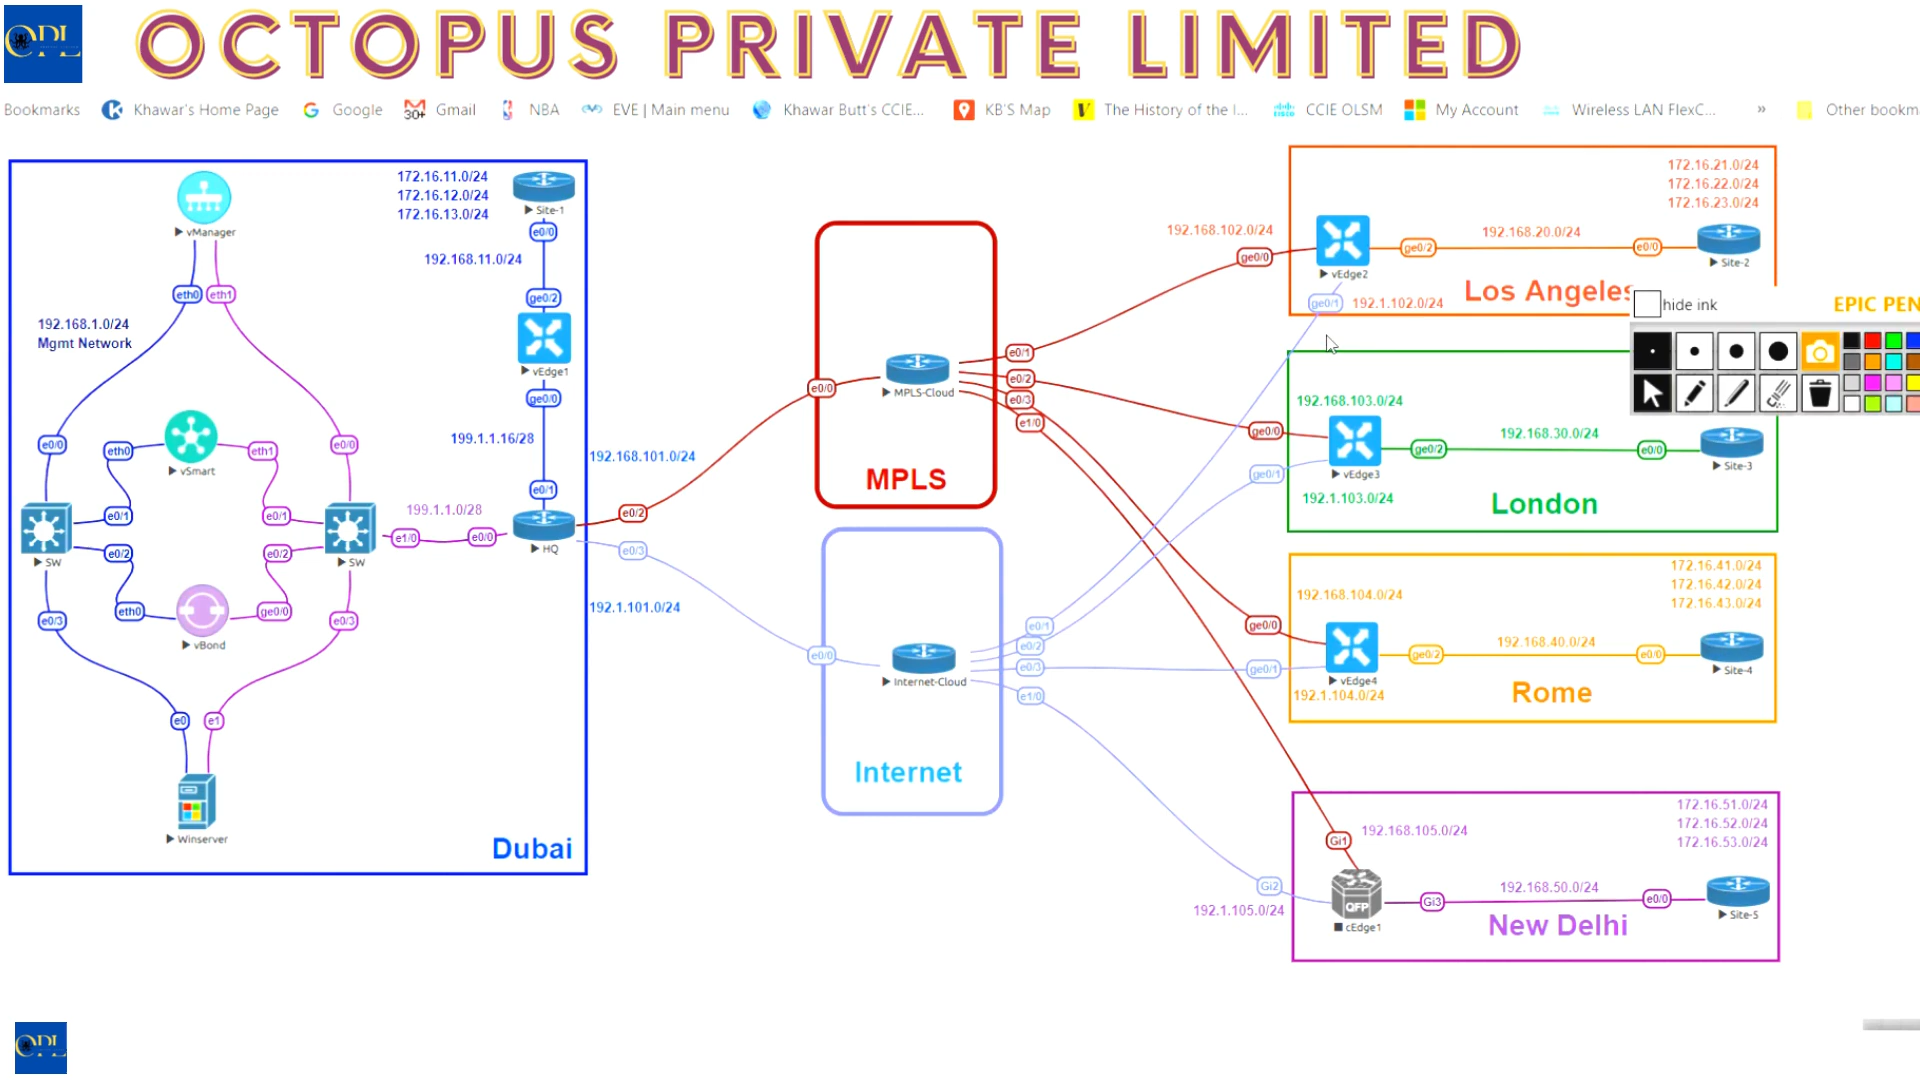 OPL
OCTOPUS PRIVATE LIMITED
Bookmarks Khawar's Home Page Google 30+ Gmail NBA EVE | Main menu Khawar Butt's CCIE... KB'S Map V The History of the I... CCIE OLSM My Account Wireless LAN FlexC... » Other bookm
vManager
eth0 eth1
192.168.1.0/24
Mgmt Network
e0/0
eth0
vSmart
eth1
e0/0
e0/1
e0/1
SW
SW
e0/2
e0/2
eth0
vBond
ge0/0
e0/3
e0/3
e0 e1
Winserver
Dubai
172.16.11.0/24
172.16.12.0/24
172.16.13.0/24
Site-1
e0/0
192.168.11.0/24
ge0/2
vEdge1
ge0/0
199.1.1.16/28
e0/1
199.1.1.0/28
e1/0 e0/0
HQ
192.168.101.0/24
e0/2
e0/3
192.1.101.0/24
e0/0
MPLS-Cloud
MPLS
e0/1
e0/2
e0/3
e1/0
e0/0
Internet-Cloud
Internet
e0/1
e0/2
e0/3
e1/0
192.168.102.0/24
ge0/0
vEdge2
ge0/1 192.1.102.0/24
ge0/2
192.168.20.0/24
e0/0
172.16.21.0/24
172.16.22.0/24
172.16.23.0/24
Site-2
Los Angeles
hide ink
EPIC PEN
192.168.103.0/24
ge0/0
vEdge3
ge0/1
192.1.103.0/24
ge0/2
192.168.30.0/24
e0/0
Site-3
London
192.168.104.0/24
ge0/0
vEdge4
ge0/1
192.1.104.0/24
ge0/2
192.168.40.0/24
e0/0
172.16.41.0/24
172.16.42.0/24
172.16.43.0/24
Site-4
Rome
Gi1
192.168.105.0/24
Gi2
192.1.105.0/24
QFP
cEdge1
Gi3
192.168.50.0/24
e0/0
172.16.51.0/24
172.16.52.0/24
172.16.53.0/24
Site-5
New Delhi
OPL